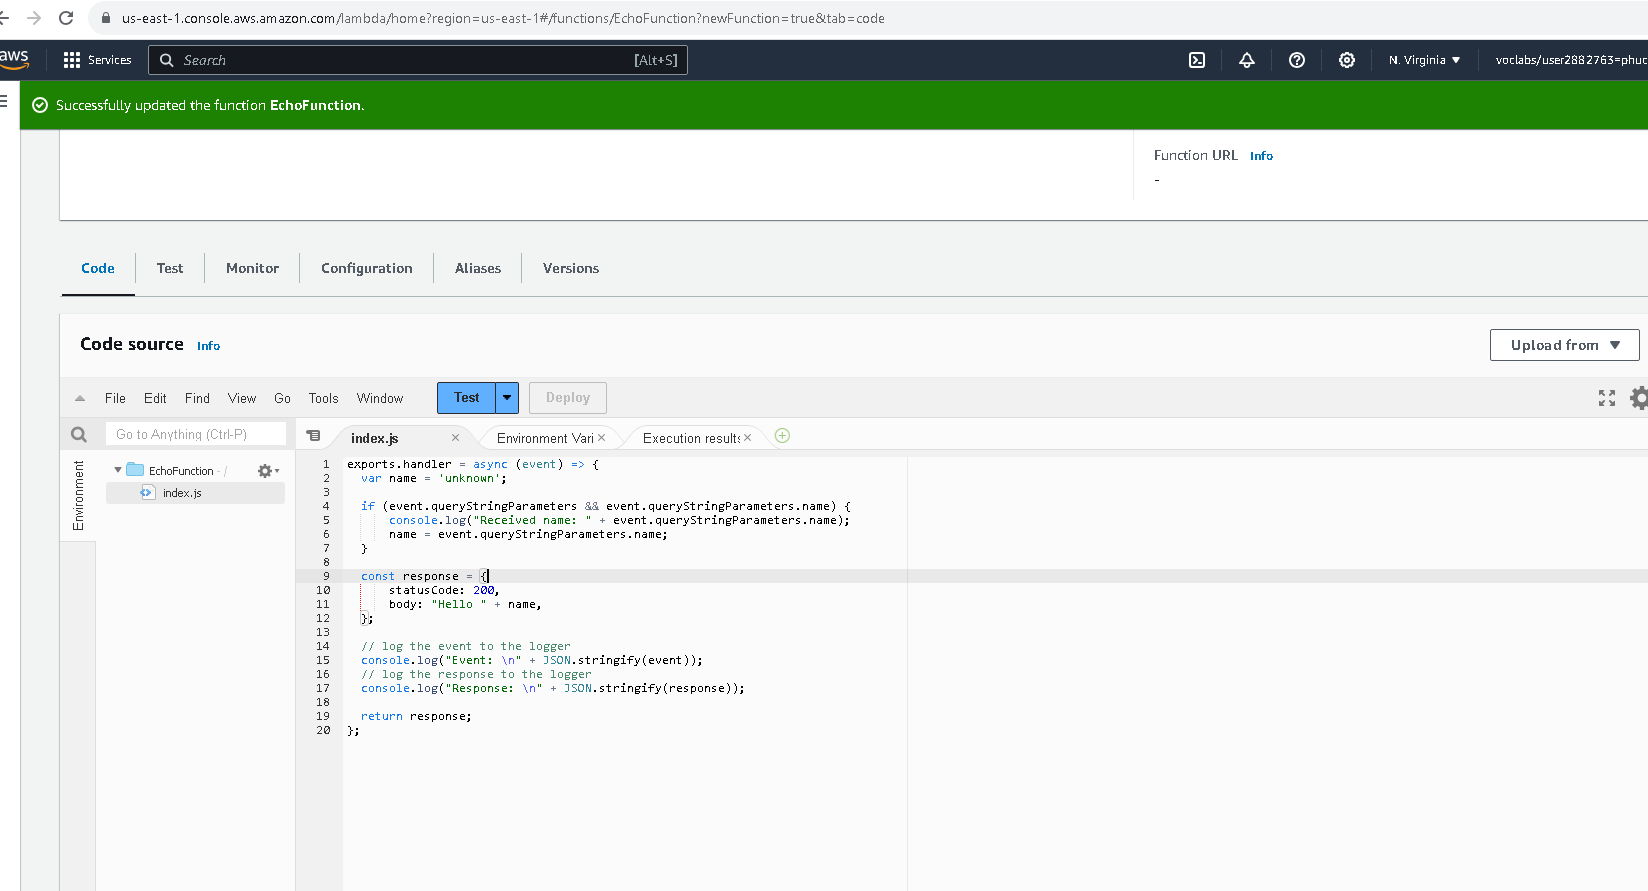 us-east-1.console.aws.amazon.com/lambda/home?region=us-east-1#/functions/EchoFunction?newFunction=true&tab=code
aws
Services
Search
[Alt+S]
N. Virginia
voclabs/user2882763=phuc
Successfully updated the function EchoFunction.
Function URL Info
-
Code Test Monitor Configuration Aliases Versions
Code source Info
Upload from
File Edit Find View Go Tools Window Test Deploy
Go to Anything (Ctrl-P)
index.js
Environment Vari
Execution results
Environment
EchoFunction - /
index.js
1 exports.handler = async (event) => {
2 var name = 'unknown';
3
4 if (event.queryStringParameters && event.queryStringParameters.name) {
5 console.log("Received name: " + event.queryStringParameters.name);
6 name = event.queryStringParameters.name;
7 }
8
9 const response = {
10 statusCode: 200,
11 body: "Hello " + name,
12 };
13
14 // log the event to the logger
15 console.log("Event: \n" + JSON.stringify(event));
16 // log the response to the logger
17 console.log("Response: \n" + JSON.stringify(response));
18
19 return response;
20 };